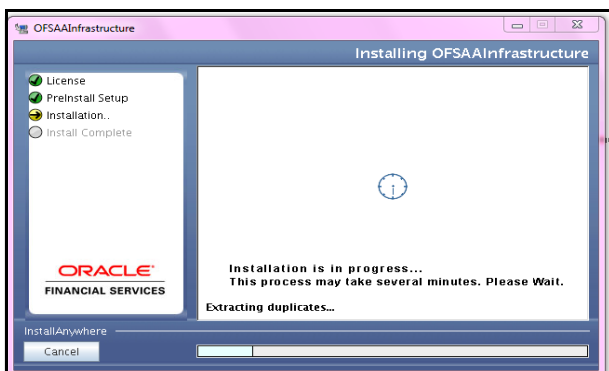 OFSAAInfrastructure
Installing OFSAAInfrastructure
License
PreInstall Setup
Installation..
Install Complete
ORACLE
FINANCIAL SERVICES
Installation is in progress...
This process may take several minutes. Please Wait.
Extracting duplicates...
InstallAnywhere
Cancel